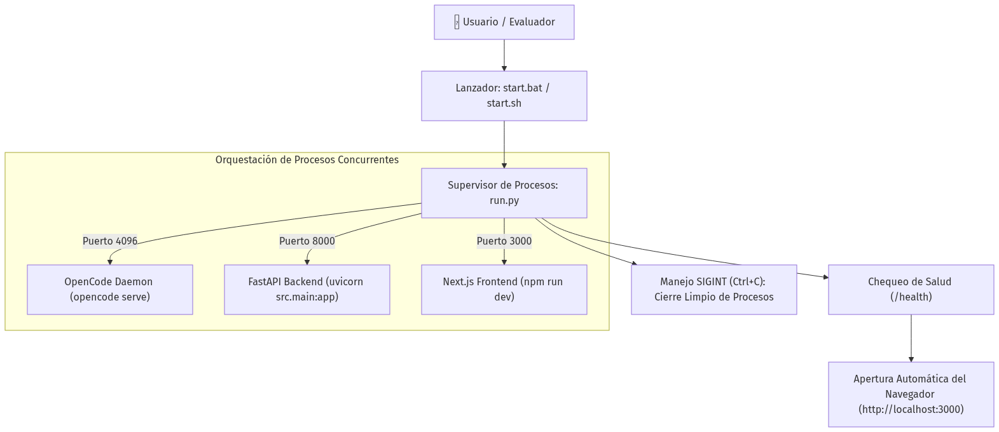 Usuario / Evaluador
Lanzador: start.bat /
start.sh
Orquestación de Procesos Concurrentes
Supervisor de Procesos:
run.py
Puerto 4096
Puerto 8000
Puerto 3000
OpenCode Daemon
(opencode serve)
FastAPI Backend (uvicorn
src.main:app)
Next.js Frontend (npm run
dev)
Manejo SIGINT (Ctrl+C):
Cierre Limpio de Procesos
Chequeo de Salud
(/health)
Apertura Automática del
Navegador
(http://localhost:3000)